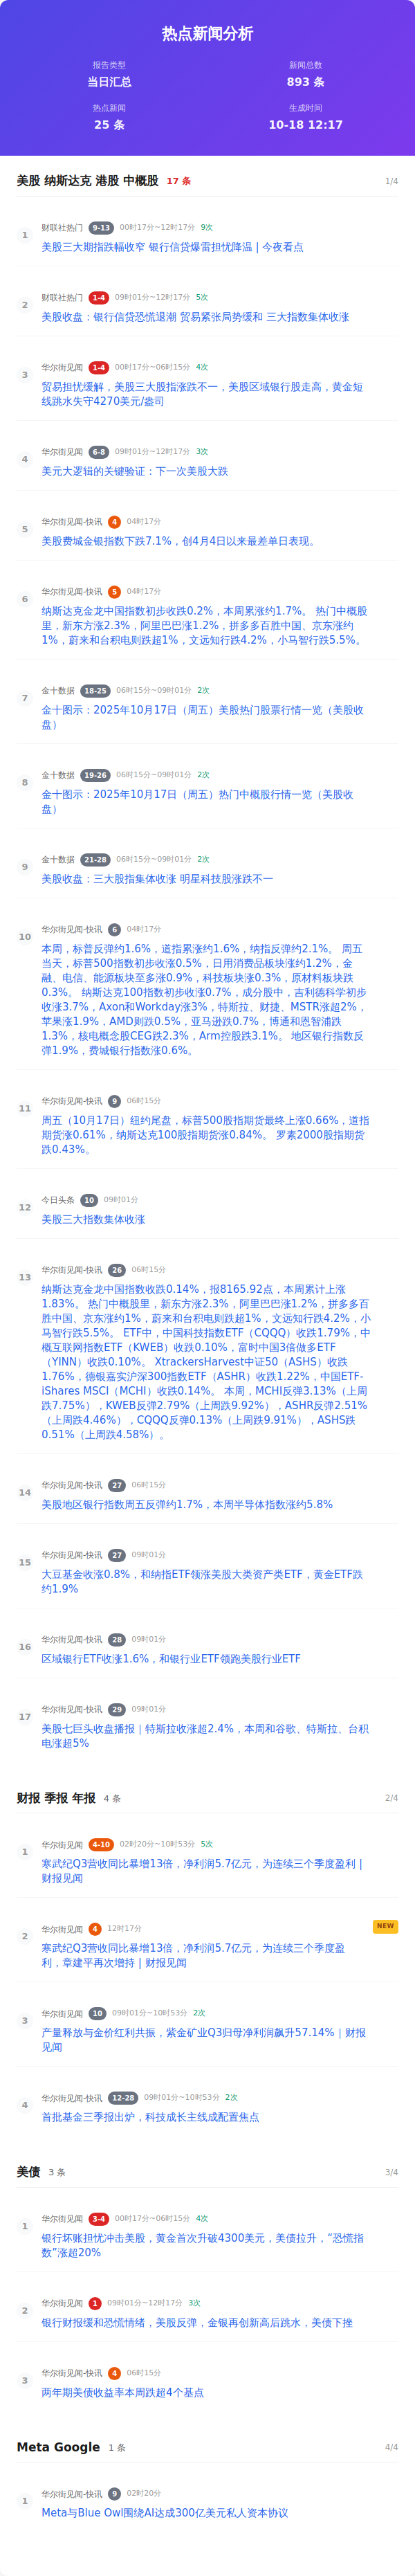 热点新闻分析
报告类型
当日汇总
新闻总数
893 条
热点新闻
25 条
生成时间
10-18 12:17
美股 纳斯达克 港股 中概股 17 条 1/4
1
财联社热门 9-13 00时17分~12时17分 9次
美股三大期指跌幅收窄 银行信贷爆雷担忧降温 | 今夜看点
2
财联社热门 1-4 09时01分~12时17分 5次
美股收盘：银行信贷恐慌退潮 贸易紧张局势缓和 三大指数集体收涨
3
华尔街见闻 1-4 00时17分~06时15分 4次
贸易担忧缓解，美股三大股指涨跌不一，美股区域银行股走高，黄金短
线跳水失守4270美元/盎司
4
华尔街见闻 6-8 09时01分~12时17分 3次
美元大逻辑的关键验证：下一次美股大跌
5
华尔街见闻-快讯 4 04时17分
美股费城金银指数下跌7.1%，创4月4日以来最差单日表现。
6
华尔街见闻-快讯 5 04时17分
纳斯达克金龙中国指数初步收跌0.2%，本周累涨约1.7%。 热门中概股
里，新东方涨2.3%，阿里巴巴涨1.2%，拼多多百胜中国、京东涨约
1%，蔚来和台积电则跌超1%，文远知行跌4.2%，小马智行跌5.5%。
7
金十数据 18-25 06时15分~09时01分 2次
金十图示：2025年10月17日（周五）美股热门股票行情一览（美股收
盘）
8
金十数据 19-26 06时15分~09时01分 2次
金十图示：2025年10月17日（周五）热门中概股行情一览（美股收
盘）
9
金十数据 21-28 06时15分~09时01分 2次
美股收盘：三大股指集体收涨 明星科技股涨跌不一
10
华尔街见闻-快讯 6 04时17分
本周，标普反弹约1.6%，道指累涨约1.6%，纳指反弹约2.1%。 周五
当天，标普500指数初步收涨0.5%，日用消费品板块涨约1.2%，金
融、电信、能源板块至多涨0.9%，科技板块涨0.3%，原材料板块跌
0.3%。 纳斯达克100指数初步收涨0.7%，成分股中，吉利德科学初步
收涨3.7%，Axon和Workday涨3%，特斯拉、财捷、MSTR涨超2%，
苹果涨1.9%，AMD则跌0.5%，亚马逊跌0.7%，博通和恩智浦跌
1.3%，核电概念股CEG跌2.3%，Arm控股跌3.1%。 地区银行指数反
弹1.9%，费城银行指数涨0.6%。
11
华尔街见闻-快讯 9 06时15分
周五（10月17日）纽约尾盘，标普500股指期货最终上涨0.66%，道指
期货涨0.61%，纳斯达克100股指期货涨0.84%。 罗素2000股指期货
跌0.43%。
12
今日头条 10 09时01分
美股三大指数集体收涨
13
华尔街见闻-快讯 26 06时15分
纳斯达克金龙中国指数收跌0.14%，报8165.92点，本周累计上涨
1.83%。 热门中概股里，新东方涨2.3%，阿里巴巴涨1.2%，拼多多百
胜中国、京东涨约1%，蔚来和台积电则跌超1%，文远知行跌4.2%，小
马智行跌5.5%。 ETF中，中国科技指数ETF（CQQQ）收跌1.79%，中
概互联网指数ETF（KWEB）收跌0.10%，富时中国3倍做多ETF
（YINN）收跌0.10%。 XtrackersHarvest中证50（ASHS）收跌
1.76%，德银嘉实沪深300指数ETF（ASHR）收跌1.22%，中国ETF-
iShares MSCI（MCHI）收跌0.14%。 本周，MCHI反弹3.13%（上周
跌7.75%），KWEB反弹2.79%（上周跌9.92%），ASHR反弹2.51%
（上周跌4.46%），CQQQ反弹0.13%（上周跌9.91%），ASHS跌
0.51%（上周跌4.58%）。
14
华尔街见闻-快讯 27 06时15分
美股地区银行指数周五反弹约1.7%，本周半导体指数涨约5.8%
15
华尔街见闻-快讯 27 09时01分
大豆基金收涨0.8%，和纳指ETF领涨美股大类资产类ETF，黄金ETF跌
约1.9%
16
华尔街见闻-快讯 28 09时01分
区域银行ETF收涨1.6%，和银行业ETF领跑美股行业ETF
17
华尔街见闻-快讯 29 09时01分
美股七巨头收盘播报｜特斯拉收涨超2.4%，本周和谷歌、特斯拉、台积
电涨超5%
财报 季报 年报 4 条 2/4
1
华尔街见闻 4-10 02时20分~10时53分 5次
寒武纪Q3营收同比暴增13倍，净利润5.7亿元，为连续三个季度盈利 |
财报见闻
2
华尔街见闻 4 12时17分 NEW
寒武纪Q3营收同比暴增13倍，净利润5.7亿元，为连续三个季度盈
利，章建平再次增持 | 财报见闻
3
华尔街见闻 10 09时01分~10时53分 2次
产量释放与金价红利共振，紫金矿业Q3归母净利润飙升57.14%｜财报
见闻
4
华尔街见闻-快讯 12-28 09时01分~10时53分 2次
首批基金三季报出炉，科技成长主线成配置焦点
美债 3 条 3/4
1
华尔街见闻 3-4 00时17分~06时15分 4次
银行坏账担忧冲击美股，黄金首次升破4300美元，美债拉升，“恐慌指
数”涨超20%
2
华尔街见闻 1 09时01分~12时17分 3次
银行财报缓和恐慌情绪，美股反弹，金银再创新高后跳水，美债下挫
3
华尔街见闻-快讯 4 06时15分
两年期美债收益率本周跌超4个基点
Meta Google 1 条 4/4
1
华尔街见闻-快讯 9 02时20分
Meta与Blue Owl围绕AI达成300亿美元私人资本协议